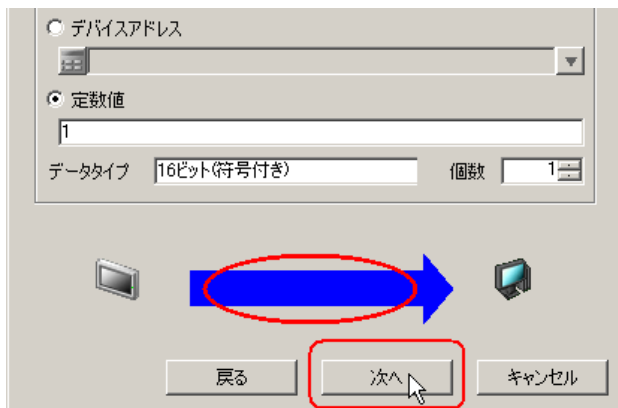 デバイスアドレス
定数値
1
データタイプ 16ビット(符号付き) 個数 1
戻る 次へ キャンセル